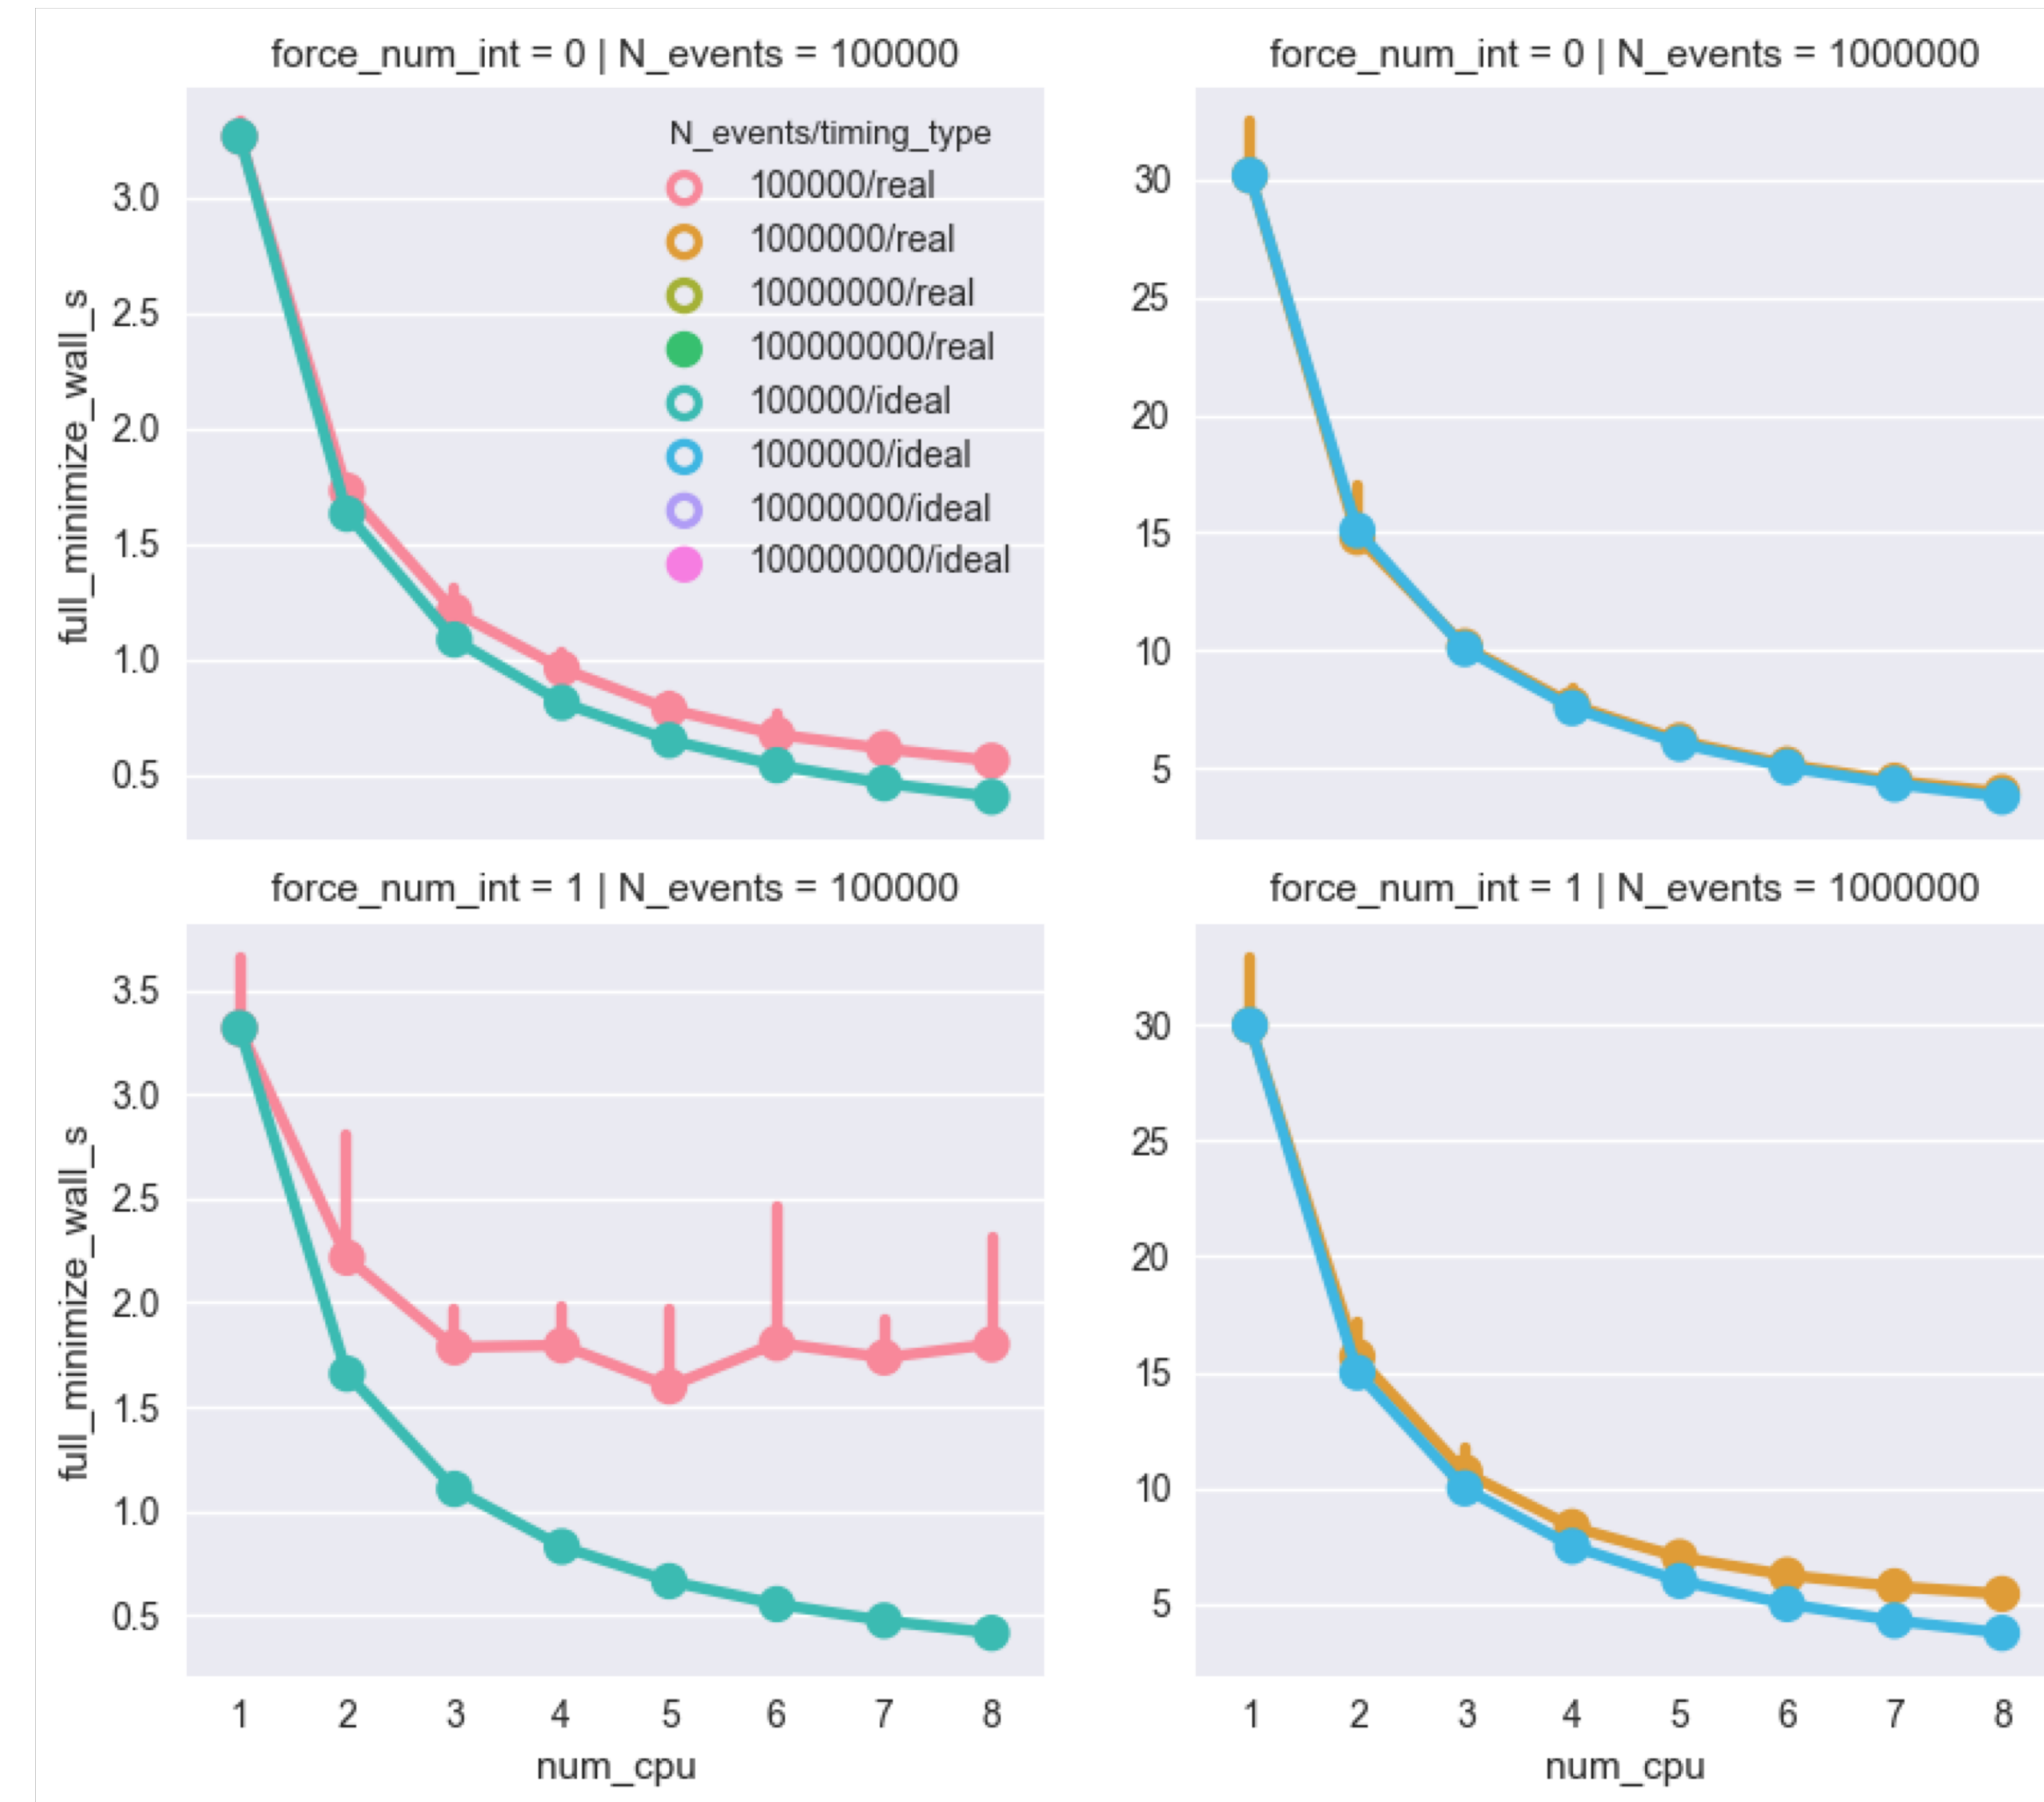 force_num_int = 0 | N_events = 100000
full_minimize_wall_s
3.0
2.5
2.0
1.5
1.0
0.5
N_events/timing_type
100000/real
1000000/real
10000000/real
100000000/real
100000/ideal
1000000/ideal
10000000/ideal
100000000/ideal
force_num_int = 0 | N_events = 1000000
30
25
20
15
10
5
force_num_int = 1 | N_events = 100000
full_minimize_wall_s
3.5
3.0
2.5
2.0
1.5
1.0
0.5
1 2 3 4 5 6 7 8
num_cpu
force_num_int = 1 | N_events = 1000000
30
25
20
15
10
5
1 2 3 4 5 6 7 8
num_cpu